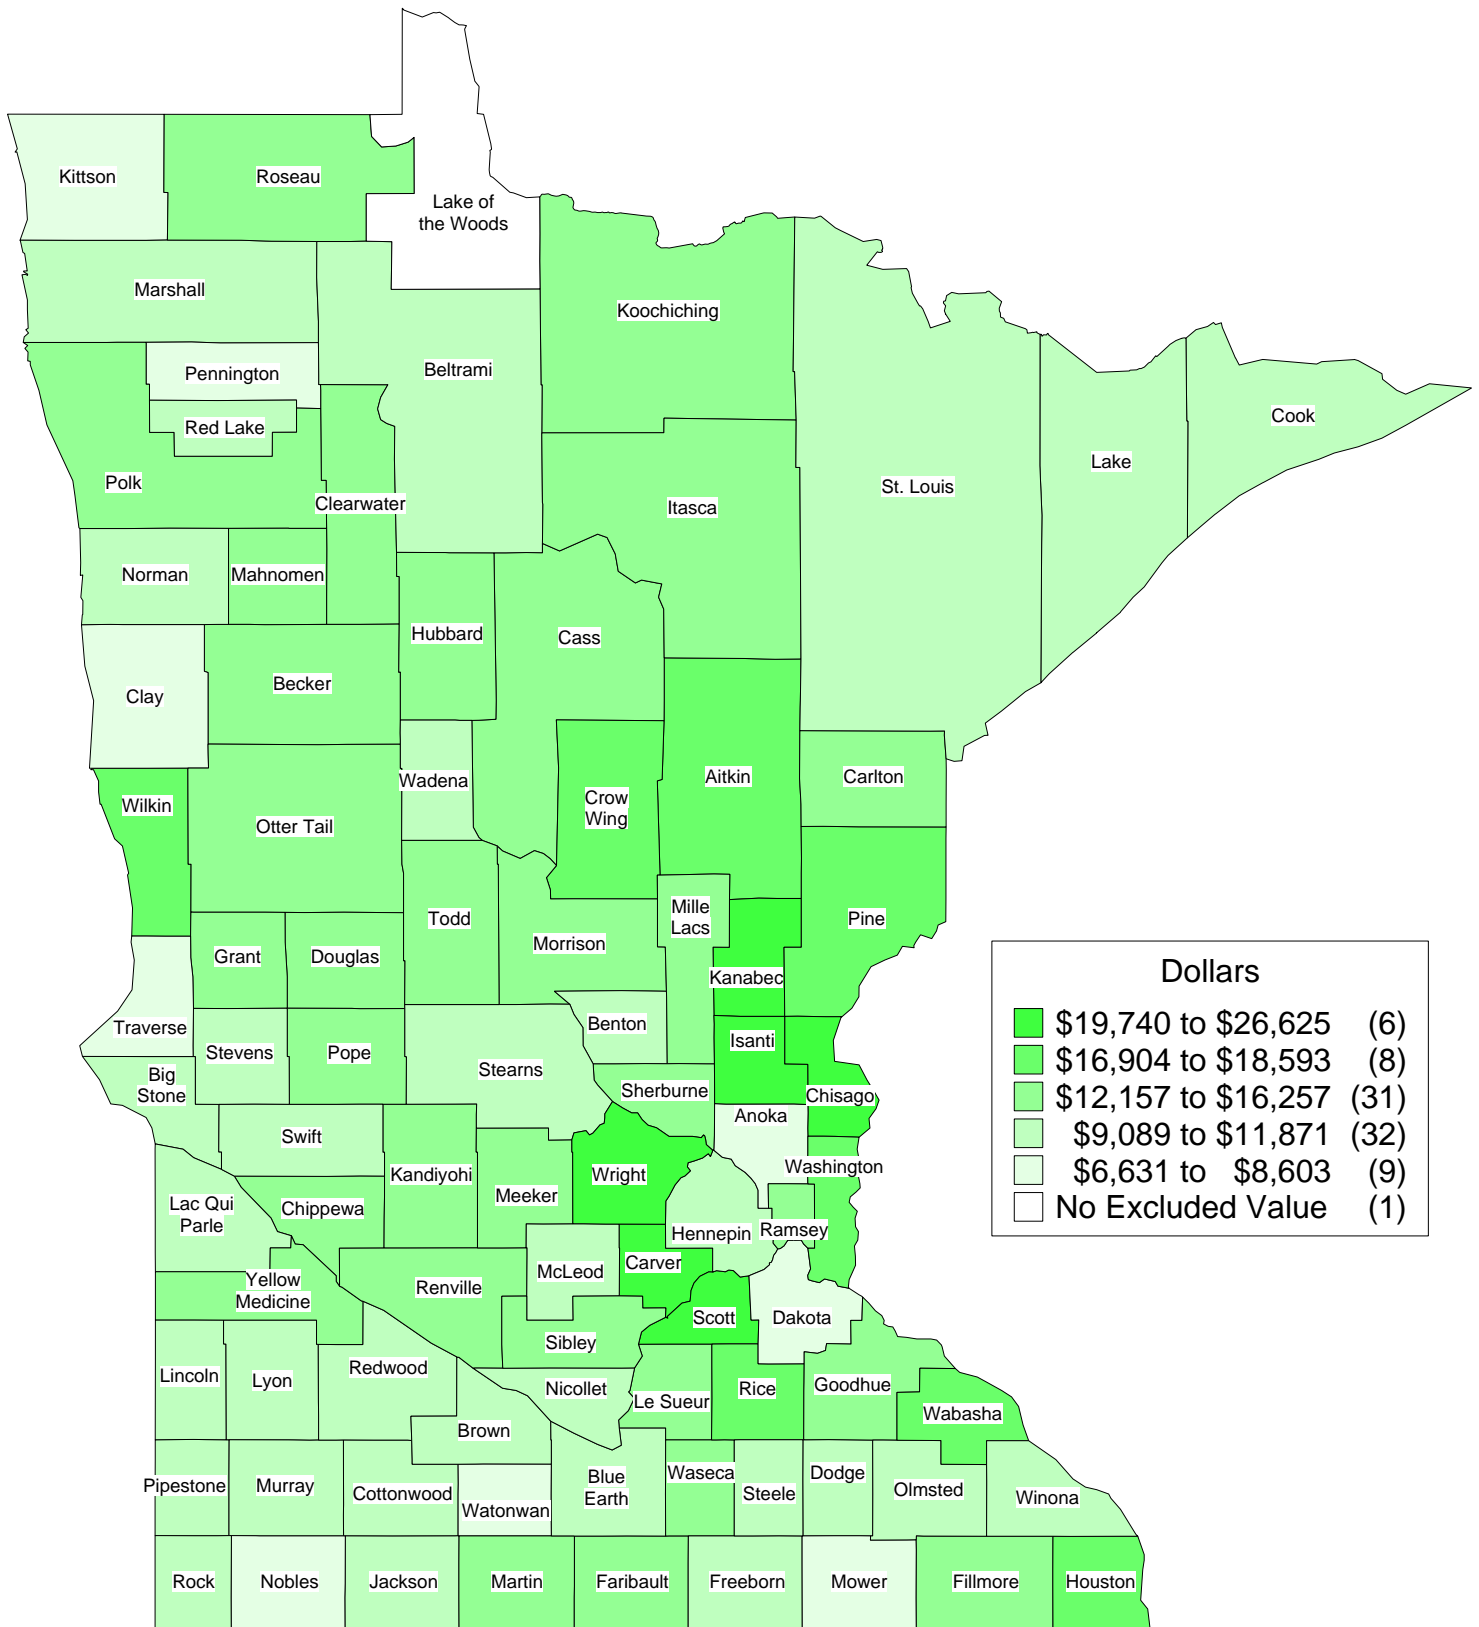 Kittson
Roseau
Lake of
the Woods
Marshall
Koochiching
Beltrami
Pennington
Red Lake
Cook
Lake
St. Louis
Polk
Clearwater
Itasca
Norman
Mahnomen
Hubbard
Cass
Becker
Clay
Aitkin
Carlton
Wadena
Crow
Wing
Wilkin
Otter Tail
Mille
Lacs
Pine
Todd
Morrison
Grant
Douglas
Kanabec
Traverse
Benton
Isanti
Stevens
Pope
Stearns
Big
Stone
Sherburne
Chisago
Anoka
Swift
Kandiyohi
Wright
Washington
Meeker
Lac Qui
Parle
Chippewa
Hennepin
Ramsey
Carver
McLeod
Yellow
Medicine
Renville
Scott
Dakota
Sibley
Lincoln
Lyon
Redwood
Nicollet
Le Sueur
Rice
Goodhue
Wabasha
Brown
Pipestone
Murray
Cottonwood
Watonwan
Blue
Earth
Waseca
Steele
Dodge
Olmsted
Winona
Rock
Nobles
Jackson
Martin
Faribault
Freeborn
Mower
Fillmore
Houston
Dollars
$19,740 to $26,625 (6)
$16,904 to $18,593 (8)
$12,157 to $16,257 (31)
$9,089 to $11,871 (32)
$6,631 to $8,603 (9)
No Excluded Value (1)